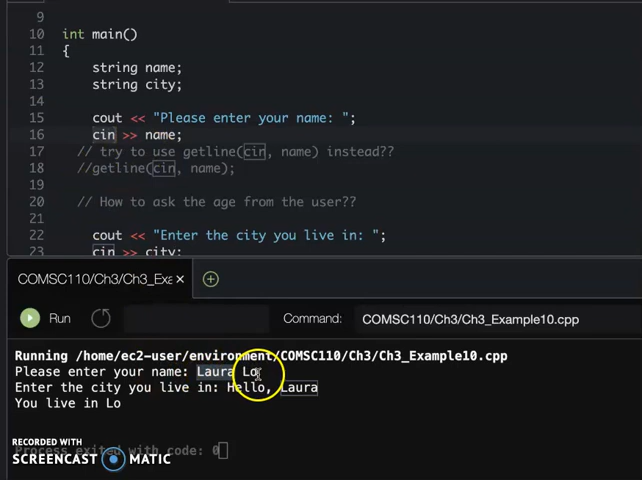 9
10 int main()
11 {
12 string name;
13 string city;
14
15 cout << "Please enter your name: ";
16 cin >> name;
17 // try to use getline(cin, name) instead??
18 //getline(cin, name);
19
20 // How to ask the age from the user??
21
22 cout << "Enter the city you live in: ";
23 cin >> city;
COMSC110/Ch3/Ch3_Exa
Run Command: COMSC110/Ch3/Ch3_Example10.cpp
Running /home/ec2-user/environment/COMSC110/Ch3/Ch3_Example10.cpp
Please enter your name: Laura Lo
Enter the city you live in: Hello, Laura
You live in Lo
Process exited with code: 0
RECORDED WITH
SCREENCAST MATIC